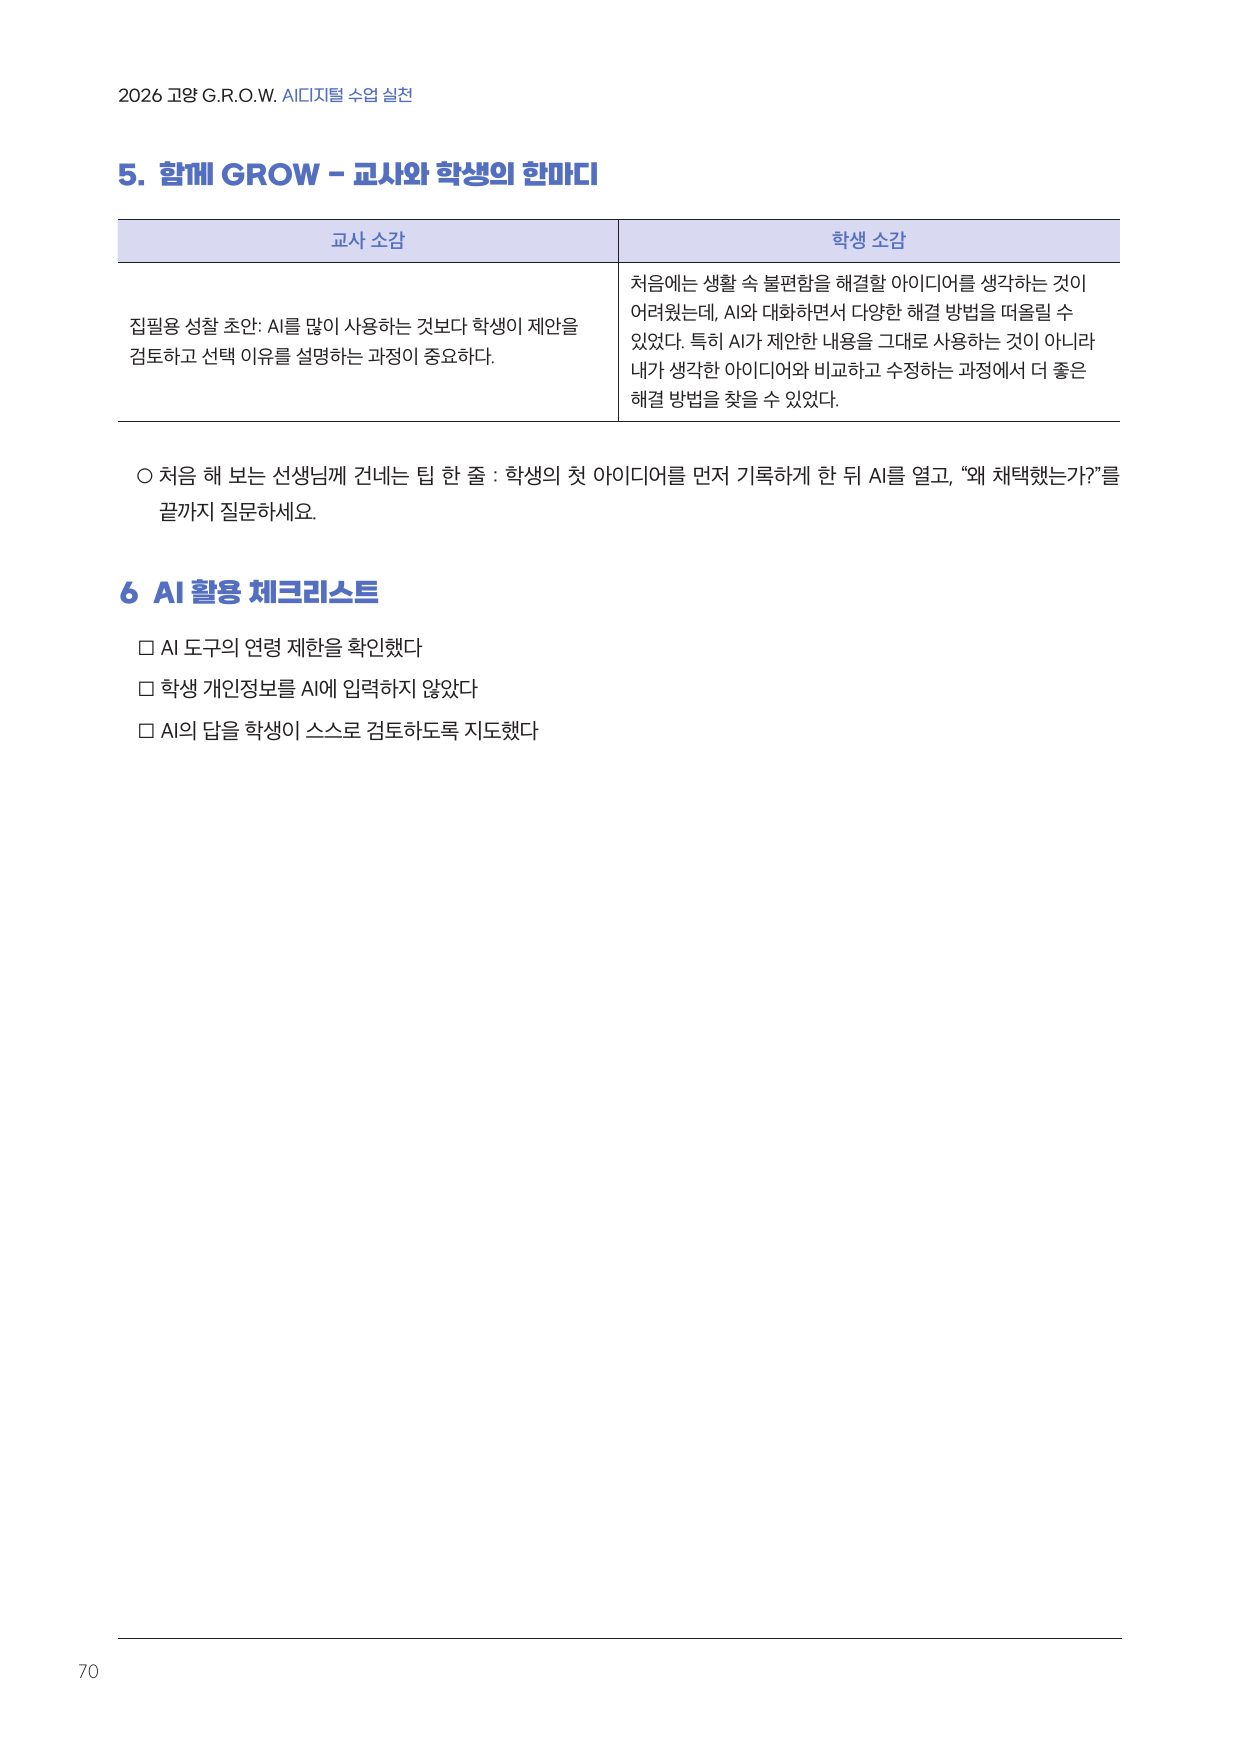 2026 고양 G.R.O.W. AI디지털 수업 실천
5. 함께 GROW – 교사와 학생의 한마디
교사 소감
학생 소감
집필용 성찰 초안: AI를 많이 사용하는 것보다 학생이 제안을
검토하고 선택 이유를 설명하는 과정이 중요하다.
처음에는 생활 속 불편함을 해결할 아이디어를 생각하는 것이
어려웠는데, AI와 대화하면서 다양한 해결 방법을 떠올릴 수
있었다. 특히 AI가 제안한 내용을 그대로 사용하는 것이 아니라
내가 생각한 아이디어와 비교하고 수정하는 과정에서 더 좋은
해결 방법을 찾을 수 있었다.
○ 처음 해 보는 선생님께 건네는 팁 한 줄 : 학생의 첫 아이디어를 먼저 기록하게 한 뒤 AI를 열고, “왜 채택했는가?”를
끝까지 질문하세요.
6 AI 활용 체크리스트
□ AI 도구의 연령 제한을 확인했다
□ 학생 개인정보를 AI에 입력하지 않았다
□ AI의 답을 학생이 스스로 검토하도록 지도했다
70